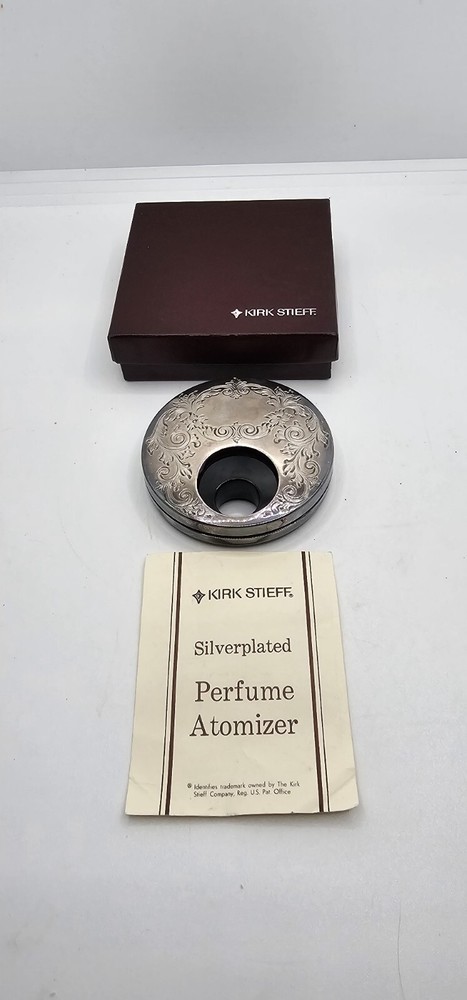 KIRK STIEFF.
KIRK STIEFF®
Silverplated
Perfume
Atomizer
® Identifies trademark owned by The Kirk
Stieff Company, Reg. U.S. Pat. Office